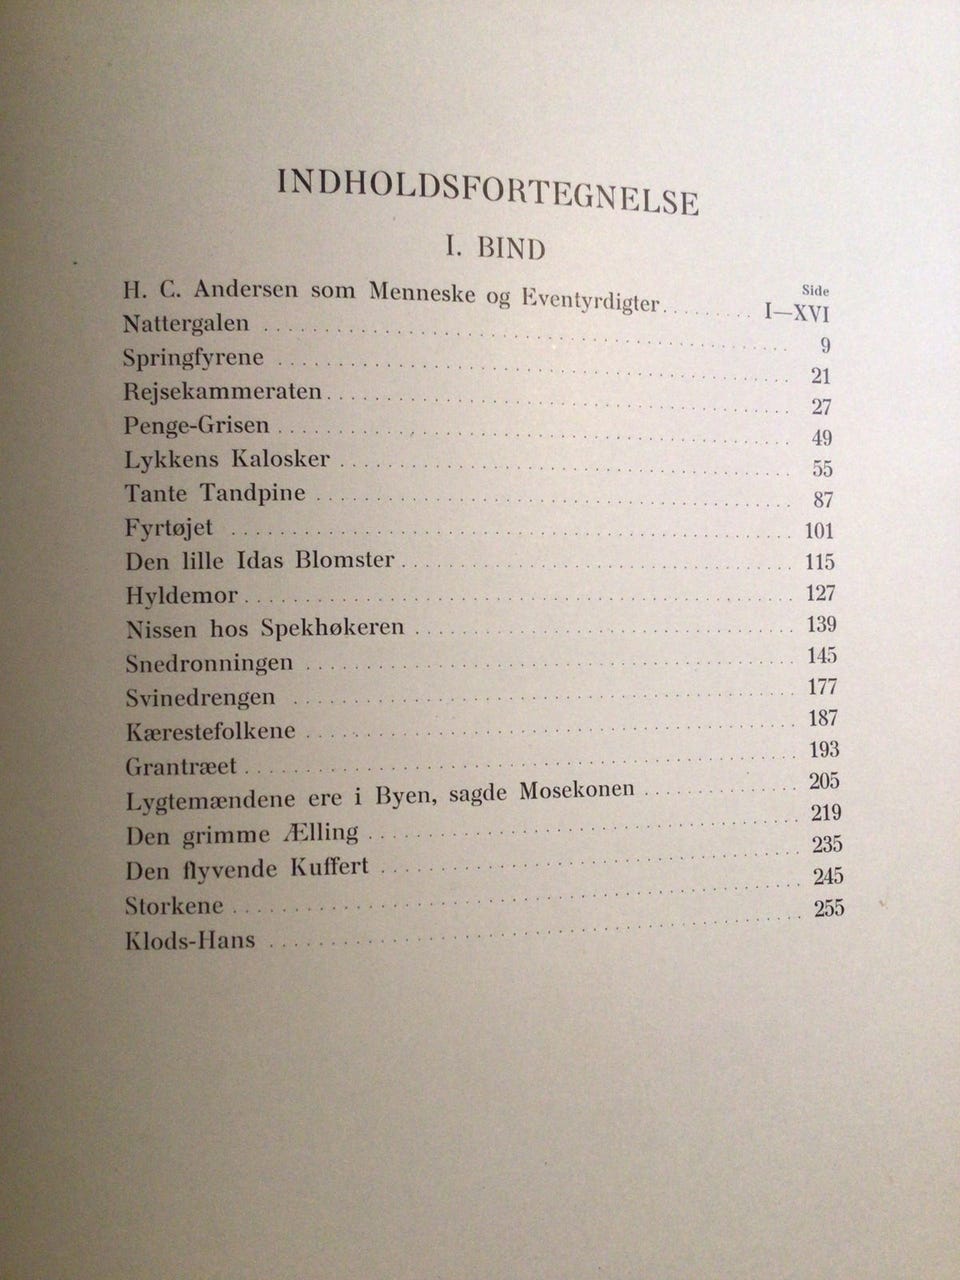 INDHOLDSFORTEGNELSE
I. BIND
Side
H. C. Andersen som Menneske og Eventyrdigter........ I—XVI
Nattergalen ........ 9
Springfyrene ........ 21
Rejsekammeraten........ 27
Penge-Grisen ........ 49
Lykkens Kalosker ........ 55
Tante Tandpine ........ 87
Fyrtøjet ........ 101
Den lille Idas Blomster........ 115
Hyldemor........ 127
Nissen hos Spekhøkeren ........ 139
Snedronningen ........ 145
Svinedrengen ........ 177
Kærestefolkene ........ 187
Grantræet........ 193
Lygtemændene ere i Byen, sagde Mosekonen ........ 205
Den grimme Ælling ........ 219
Den flyvende Kuffert ........ 235
Storkene ........ 245
Klods-Hans ........ 255